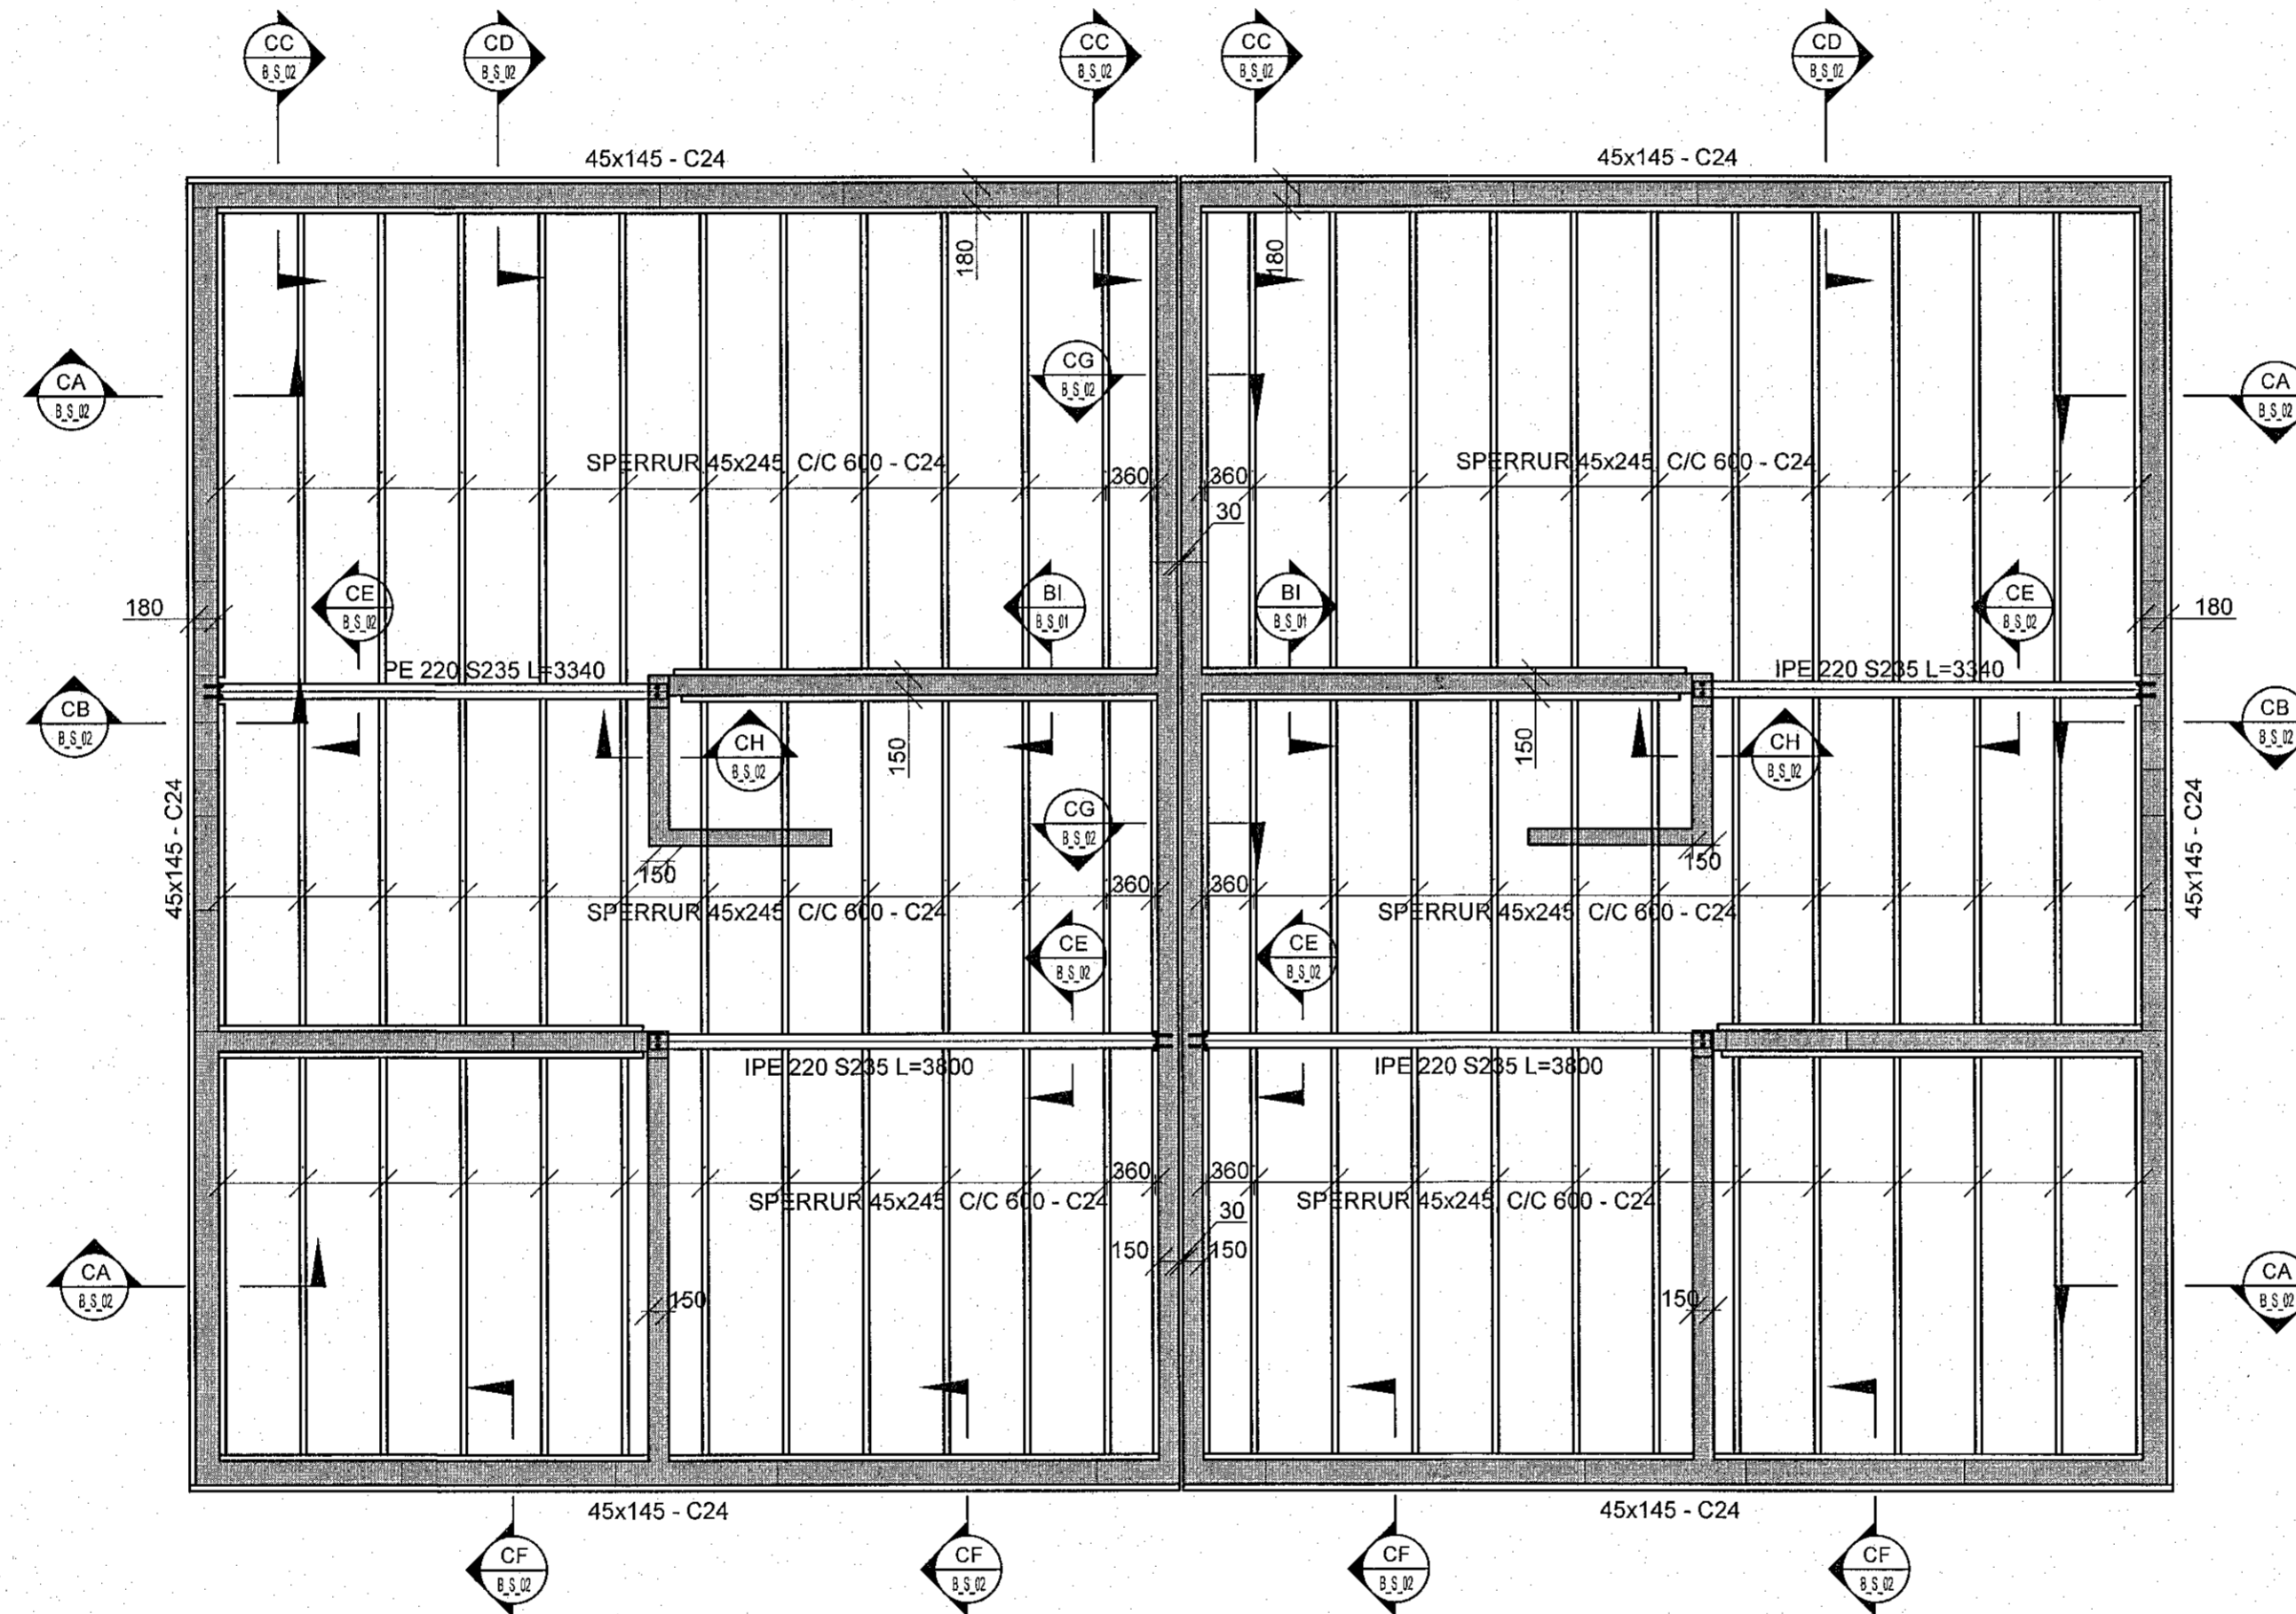 CC
B_S_02
CD
B_S_02
CC
B_S_02
CC
B_S_02
CD
B_S_02
45x145 - C24
45x145 - C24
180
180
CG
B_S_02
CA
B_S_02
CA
B_S_02
SPERRUR 45x245 C/C 600 - C24
360
360
SPERRUR 45x245 C/C 600 - C24
30
180
CE
B_S_02
BI
B_S_01
BI
B_S_01
CE
B_S_02
180
PE 220 S235 L=3340
IPE 220 S235 L=3340
CB
B_S_02
CH
B_S_02
150
150
CH
B_S_02
CB
B_S_02
45x145 - C24
CG
B_S_02
45x145 - C24
150
150
360
360
SPERRUR 45x245 C/C 600 - C24
SPERRUR 45x245 C/C 600 - C24
CE
B_S_02
CE
B_S_02
IPE 220 S235 L=3800
IPE 220 S235 L=3800
360
360
SPERRUR 45x245 C/C 600 - C24
SPERRUR 45x245 C/C 600 - C24
30
150
150
CA
B_S_02
CA
B_S_02
150
150
45x145 - C24
45x145 - C24
CF
B_S_02
CF
B_S_02
CF
B_S_02
CF
B_S_02